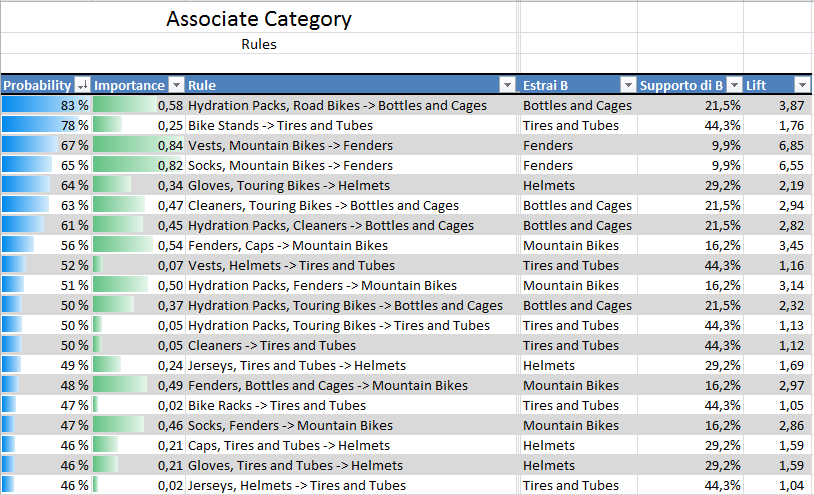 Associate Category
Rules
Probability Importance Rule Estrai B Supporto di B Lift
83 % 0,58 Hydration Packs, Road Bikes -> Bottles and Cages Bottles and Cages 21,5% 3,87
78 % 0,25 Bike Stands -> Tires and Tubes Tires and Tubes 44,3% 1,76
67 % 0,84 Vests, Mountain Bikes -> Fenders Fenders 9,9% 6,85
65 % 0,82 Socks, Mountain Bikes -> Fenders Fenders 9,9% 6,55
64 % 0,34 Gloves, Touring Bikes -> Helmets Helmets 29,2% 2,19
63 % 0,47 Cleaners, Touring Bikes -> Bottles and Cages Bottles and Cages 21,5% 2,94
61 % 0,45 Hydration Packs, Cleaners -> Bottles and Cages Bottles and Cages 21,5% 2,82
56 % 0,54 Fenders, Caps -> Mountain Bikes Mountain Bikes 16,2% 3,45
52 % 0,07 Vests, Helmets -> Tires and Tubes Tires and Tubes 44,3% 1,16
51 % 0,50 Hydration Packs, Fenders -> Mountain Bikes Mountain Bikes 16,2% 3,14
50 % 0,37 Hydration Packs, Touring Bikes -> Bottles and Cages Bottles and Cages 21,5% 2,32
50 % 0,05 Hydration Packs, Touring Bikes -> Tires and Tubes Tires and Tubes 44,3% 1,13
50 % 0,05 Cleaners -> Tires and Tubes Tires and Tubes 44,3% 1,12
49 % 0,24 Jerseys, Tires and Tubes -> Helmets Helmets 29,2% 1,69
48 % 0,49 Fenders, Bottles and Cages -> Mountain Bikes Mountain Bikes 16,2% 2,97
47 % 0,02 Bike Racks -> Tires and Tubes Tires and Tubes 44,3% 1,05
47 % 0,46 Socks, Fenders -> Mountain Bikes Mountain Bikes 16,2% 2,86
46 % 0,21 Caps, Tires and Tubes -> Helmets Helmets 29,2% 1,59
46 % 0,21 Gloves, Tires and Tubes -> Helmets Helmets 29,2% 1,59
46 % 0,02 Jerseys, Helmets -> Tires and Tubes Tires and Tubes 44,3% 1,04